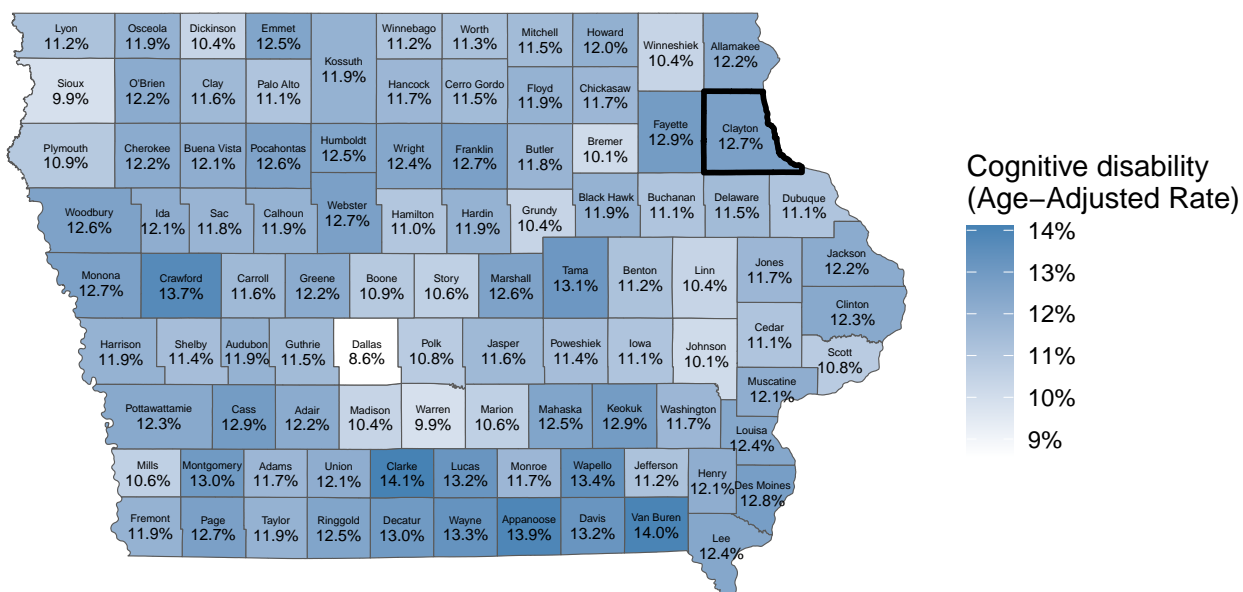 Lyon
11.2%
Osceola
11.9%
Dickinson
10.4%
Emmet
12.5%
Kossuth
11.9%
Winnebago
11.2%
Worth
11.3%
Mitchell
11.5%
Howard
12.0%
Winneshiek
10.4%
Allamakee
12.2%
Sioux
9.9%
O'Brien
12.2%
Clay
11.6%
Palo Alto
11.1%
Hancock
11.7%
Cerro Gordo
11.5%
Floyd
11.9%
Chickasaw
11.7%
Fayette
12.9%
Clayton
12.7%
Plymouth
10.9%
Cherokee
12.2%
Buena Vista
12.1%
Pocahontas
12.6%
Humboldt
12.5%
Wright
12.4%
Franklin
12.7%
Butler
11.8%
Bremer
10.1%
Woodbury
12.6%
Ida
12.1%
Sac
11.8%
Calhoun
11.9%
Webster
12.7%
Hamilton
11.0%
Hardin
11.9%
Grundy
10.4%
Black Hawk
11.9%
Buchanan
11.1%
Delaware
11.5%
Dubuque
11.1%
Monona
12.7%
Crawford
13.7%
Carroll
11.6%
Greene
12.2%
Boone
10.9%
Story
10.6%
Marshall
12.6%
Tama
13.1%
Benton
11.2%
Linn
10.4%
Jones
11.7%
Jackson
12.2%
Clinton
12.3%
Harrison
11.9%
Shelby
11.4%
Audubon
11.9%
Guthrie
11.5%
Dallas
8.6%
Polk
10.8%
Jasper
11.6%
Poweshiek
11.4%
Iowa
11.1%
Johnson
10.1%
Cedar
11.1%
Scott
10.8%
Muscatine
12.1%
Pottawattamie
12.3%
Cass
12.9%
Adair
12.2%
Madison
10.4%
Warren
9.9%
Marion
10.6%
Mahaska
12.5%
Keokuk
12.9%
Washington
11.7%
Louisa
12.4%
Mills
10.6%
Montgomery
13.0%
Adams
11.7%
Union
12.1%
Clarke
14.1%
Lucas
13.2%
Monroe
11.7%
Wapello
13.4%
Jefferson
11.2%
Henry
12.1%
Des Moines
12.8%
Fremont
11.9%
Page
12.7%
Taylor
11.9%
Ringgold
12.5%
Decatur
13.0%
Wayne
13.3%
Appanoose
13.9%
Davis
13.2%
Van Buren
14.0%
Lee
12.4%
Cognitive disability
(Age−Adjusted Rate)
14%
13%
12%
11%
10%
9%